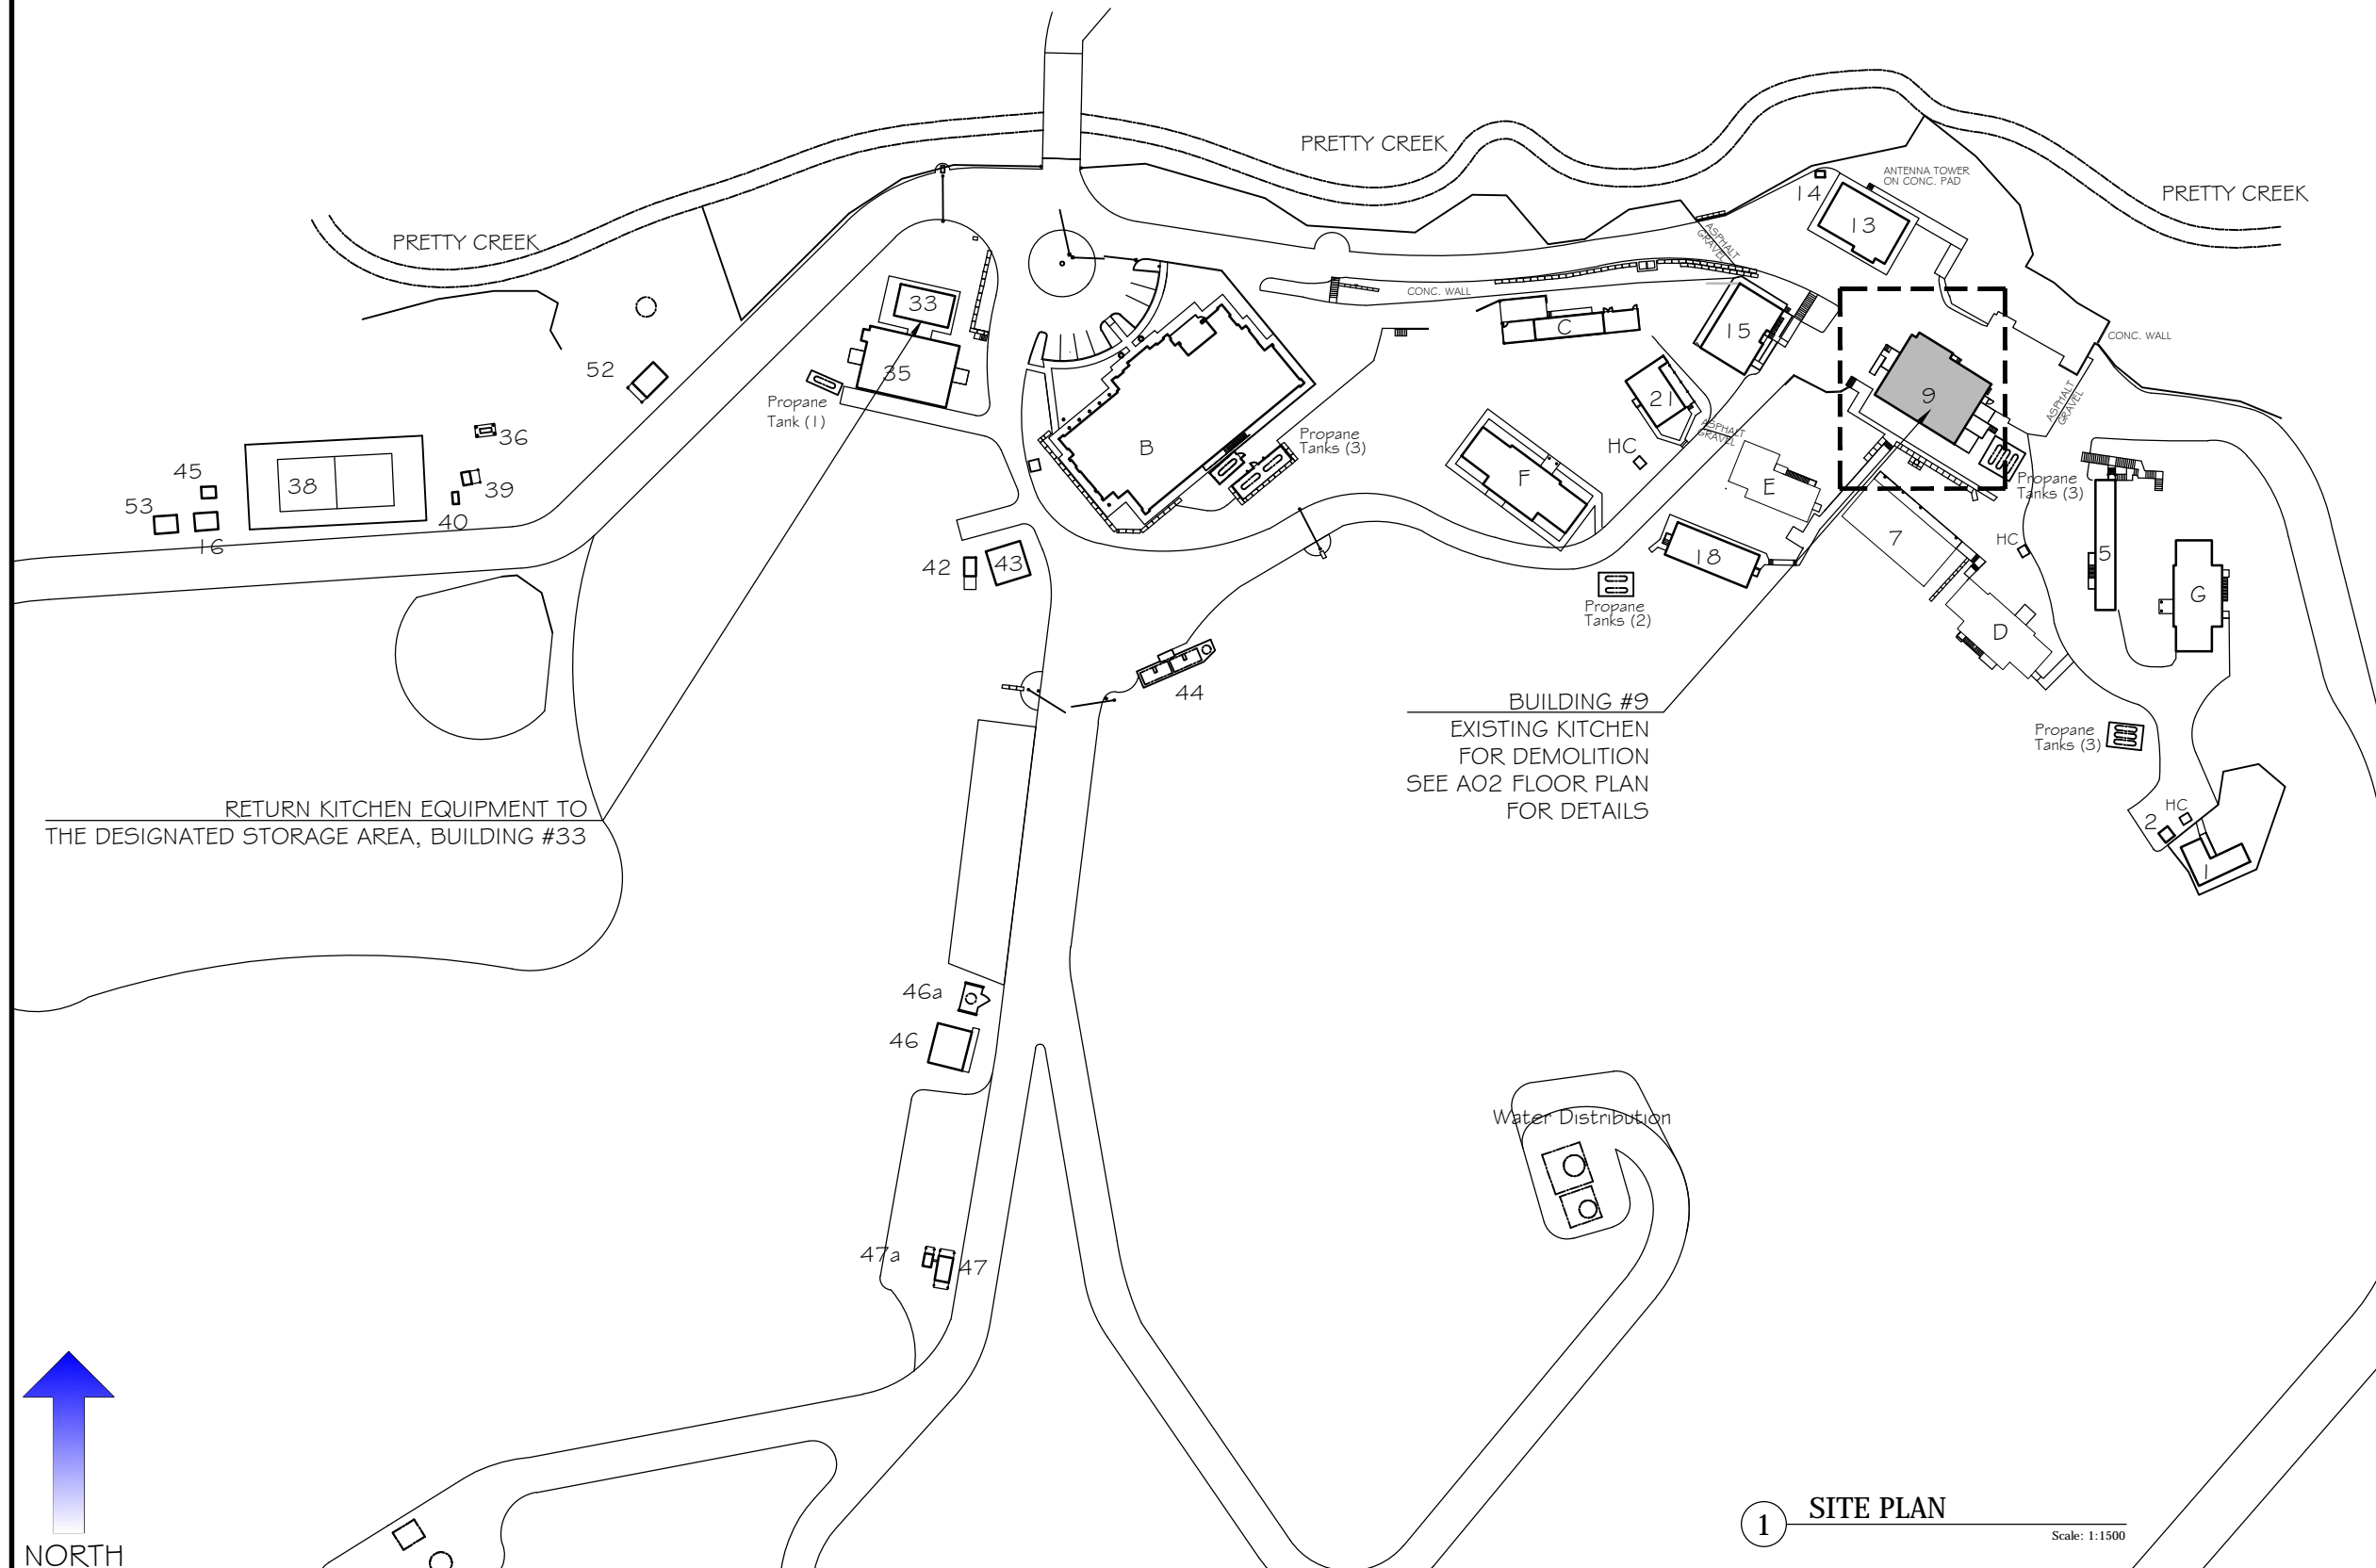 PRETTY CREEK
PRETTY CREEK
PRETTY CREEK
ANTENNA TOWER
ON CONC. PAD
14
13
ASPHALT
GRAVEL
CONC. WALL
33
35
Propane
Tank (1)
52
36
45
38
39
53
40
16
B
Propane
Tanks (3)
C
15
21
HC
ASPHALT
GRAVEL
F
E
9
CONC. WALL
ASPHALT
GRAVEL
Propane
Tanks (3)
7
HC
5
18
G
D
42
43
Propane
Tanks (2)
44
BUILDING #9
EXISTING KITCHEN
FOR DEMOLITION
SEE A02 FLOOR PLAN
FOR DETAILS
Propane
Tanks (3)
HC
2
1
RETURN KITCHEN EQUIPMENT TO
THE DESIGNATED STORAGE AREA, BUILDING #33
46a
46
Water Distribution
47a
47
NORTH
1
SITE PLAN
Scale: 1:1500